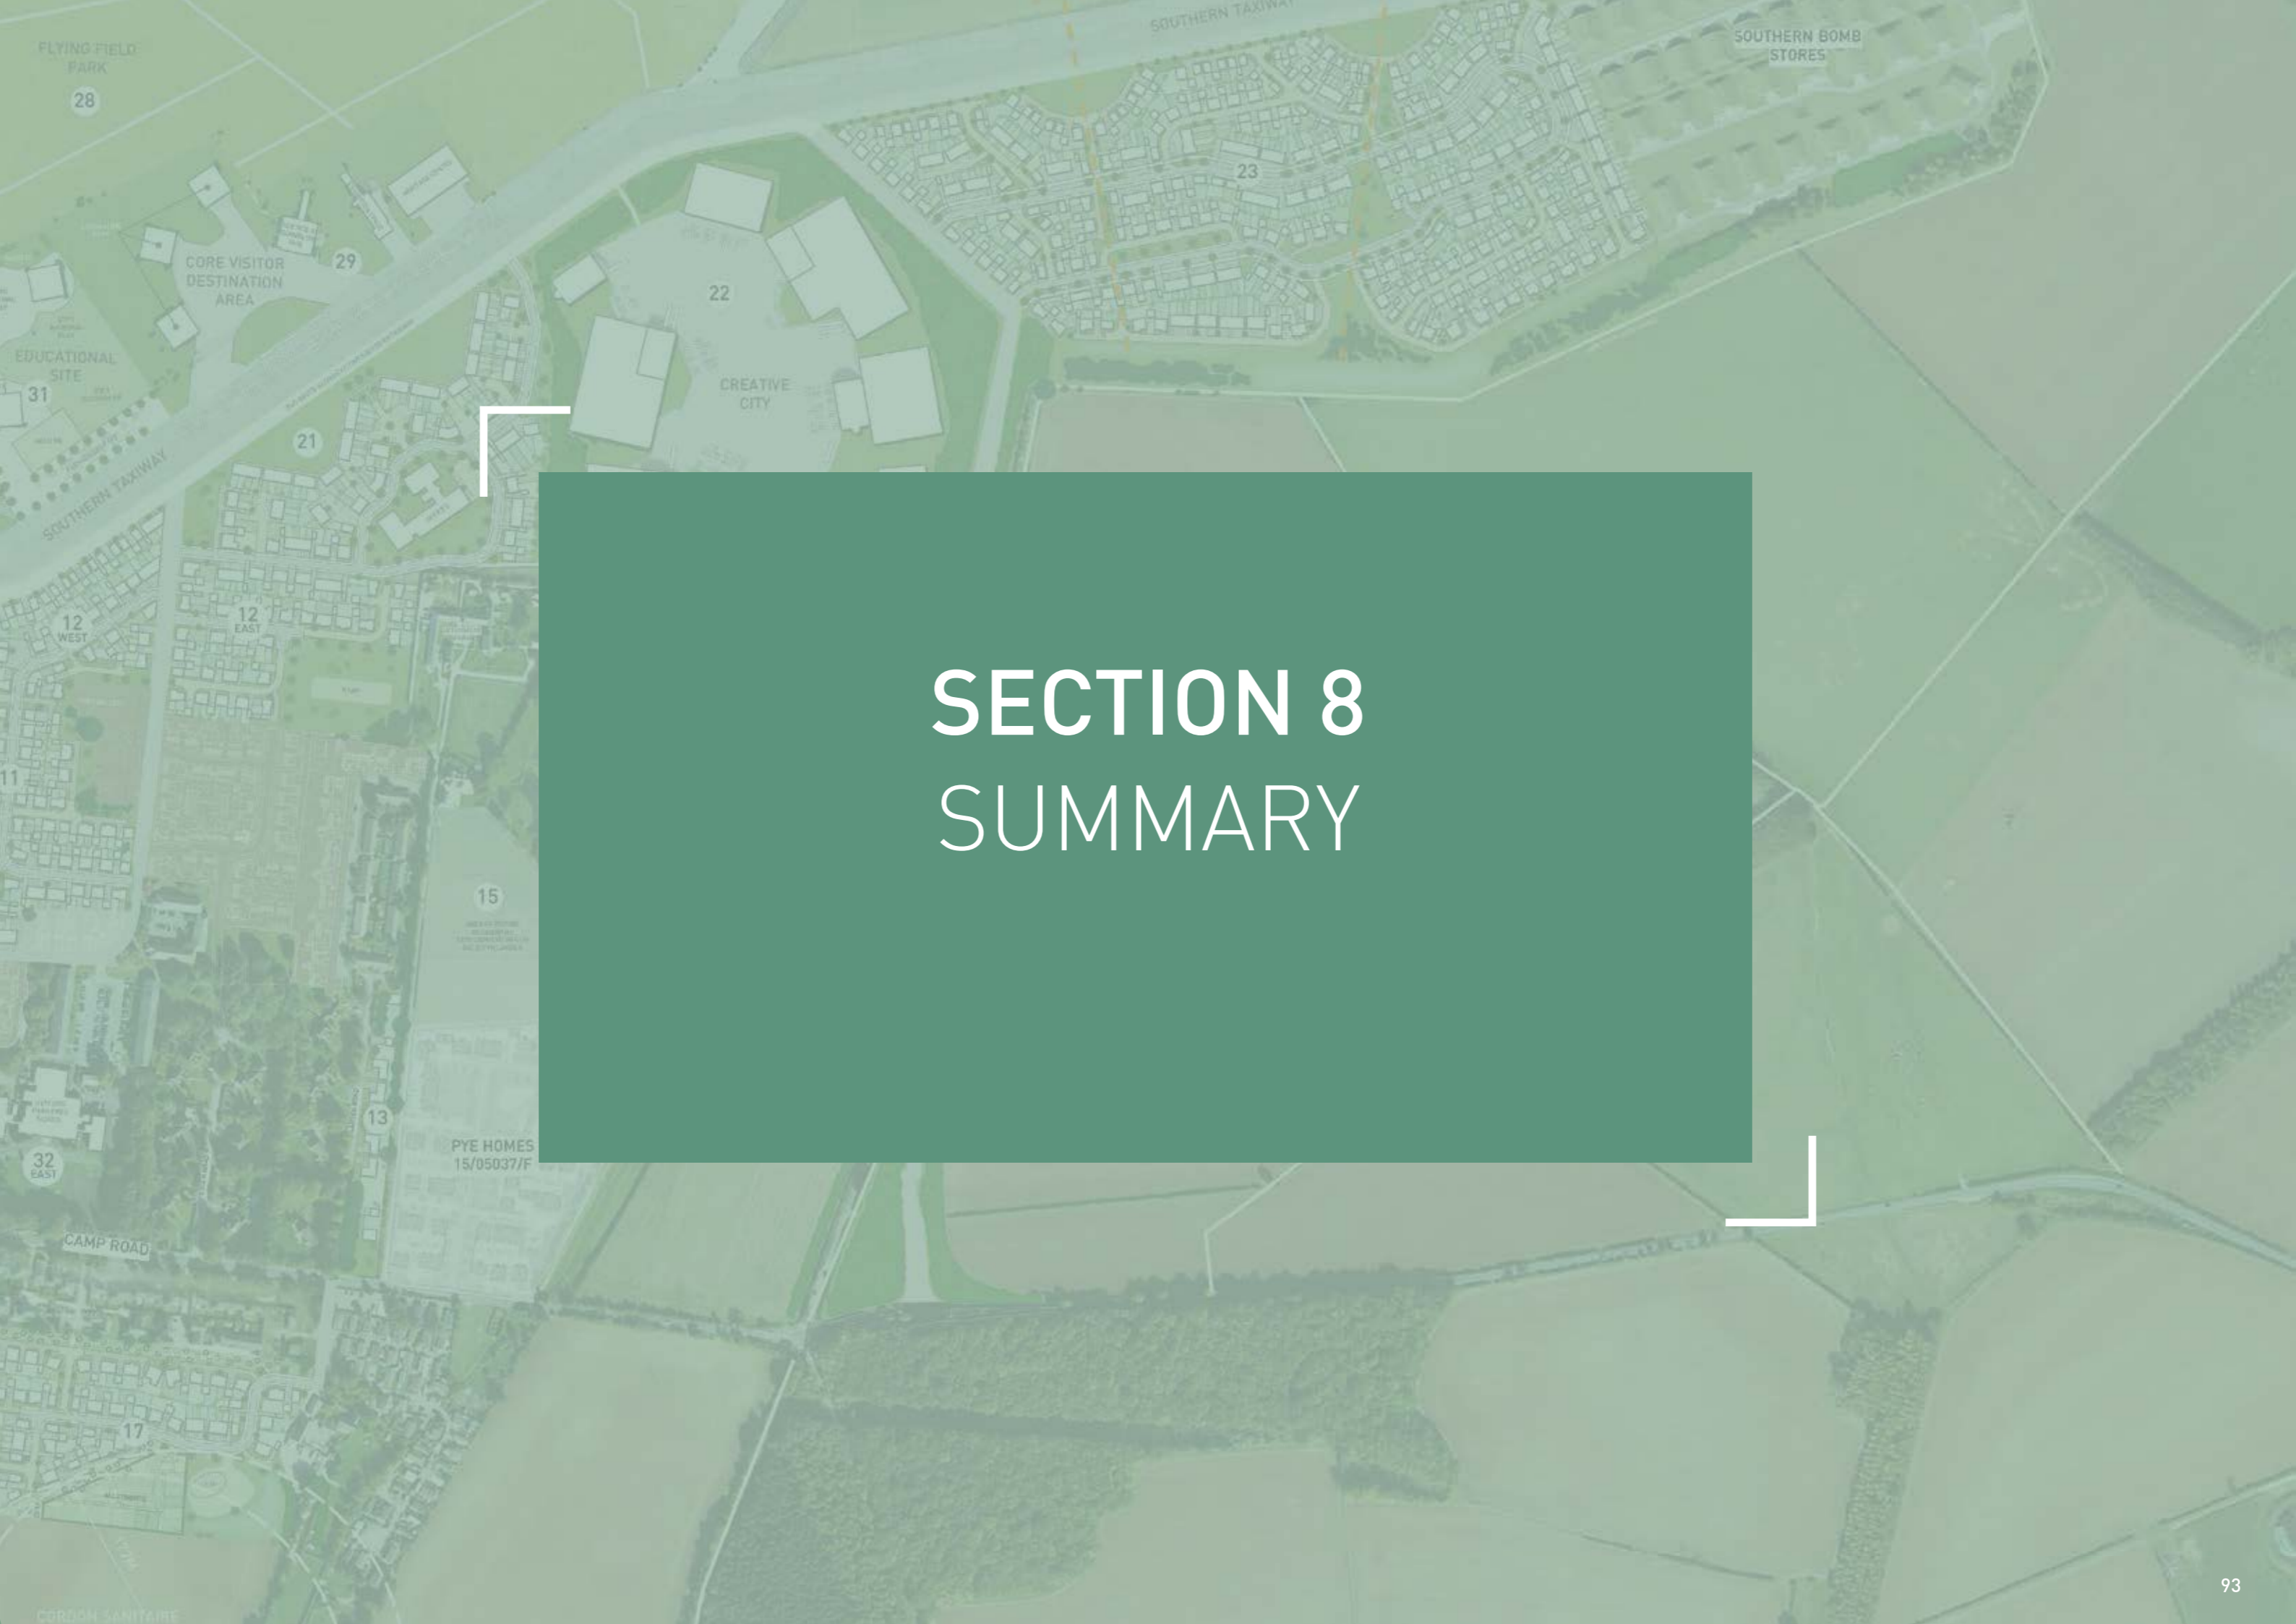 SOUTHERN TAXIWAY
FLYING FIELD
PARK
28
SOUTHERN BOMB
STORES
23
CORE VISITOR
DESTINATION
AREA
29
22
EDUCATIONAL
SITE
31
CREATIVE
CITY
21
SOUTHERN TAXIWAY
12
WEST
12
EAST
SECTION 8
SUMMARY
11
15
13
PYE HOMES
15/05037/F
32
EAST
CAMP ROAD
17
93
CORDON SANITAIRE